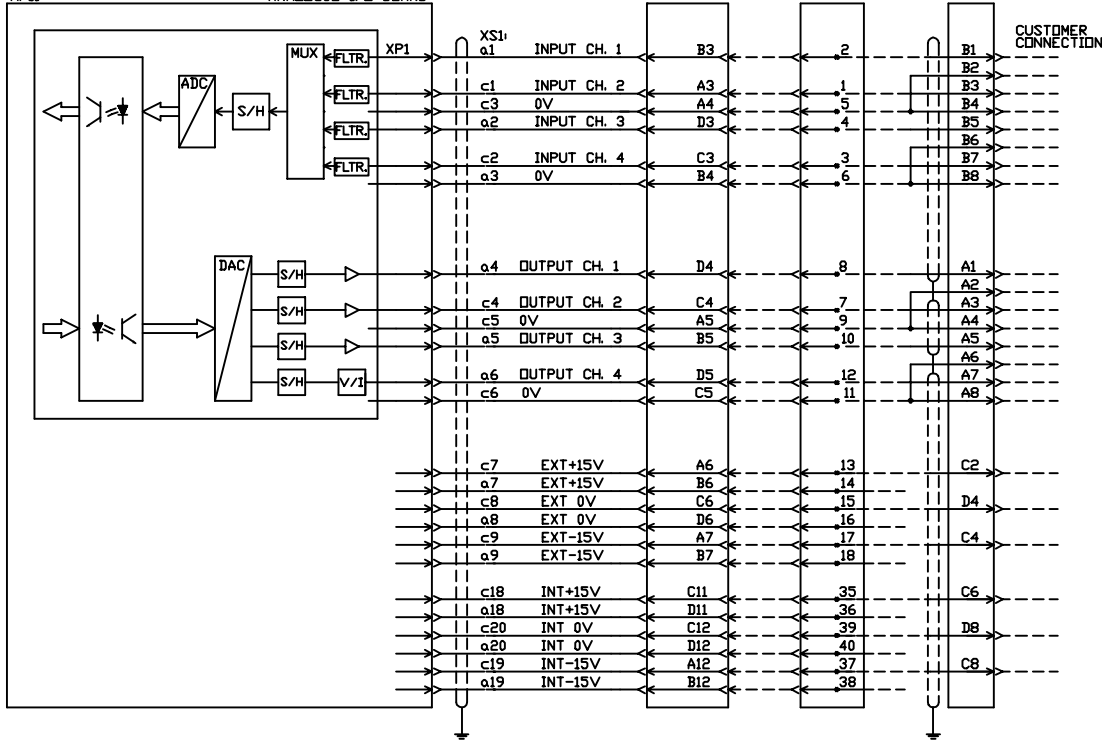 CUSTOMER
CONNECTION
XS1:
MUX FLTR. XP1 a1 INPUT CH. 1 B3 2 B1
B2
ADC FLTR. c1 INPUT CH. 2 A3 1 B3
S/H c3 0V A4 5 B4
FLTR. a2 INPUT CH. 3 D3 4 B5
B6
FLTR. c2 INPUT CH. 4 C3 3 B7
a3 0V B4 6 B8
DAC S/H a4 OUTPUT CH. 1 D4 8 A1
A2
S/H c4 OUTPUT CH. 2 C4 7 A3
c5 0V A5 9 A4
S/H a5 OUTPUT CH. 3 B5 10 A5
A6
S/H V/I a6 OUTPUT CH. 4 D5 12 A7
c6 0V C5 11 A8
c7 EXT+15V A6 13 C2
a7 EXT+15V B6 14
c8 EXT 0V C6 15 D4
a8 EXT 0V D6 16
c9 EXT-15V A7 17 C4
a9 EXT-15V B7 18
c18 INT+15V C11 35 C6
a18 INT+15V D11 36
c20 INT 0V C12 39 D8
a20 INT 0V D12 40
c19 INT-15V A12 37 C8
a19 INT-15V B12 38